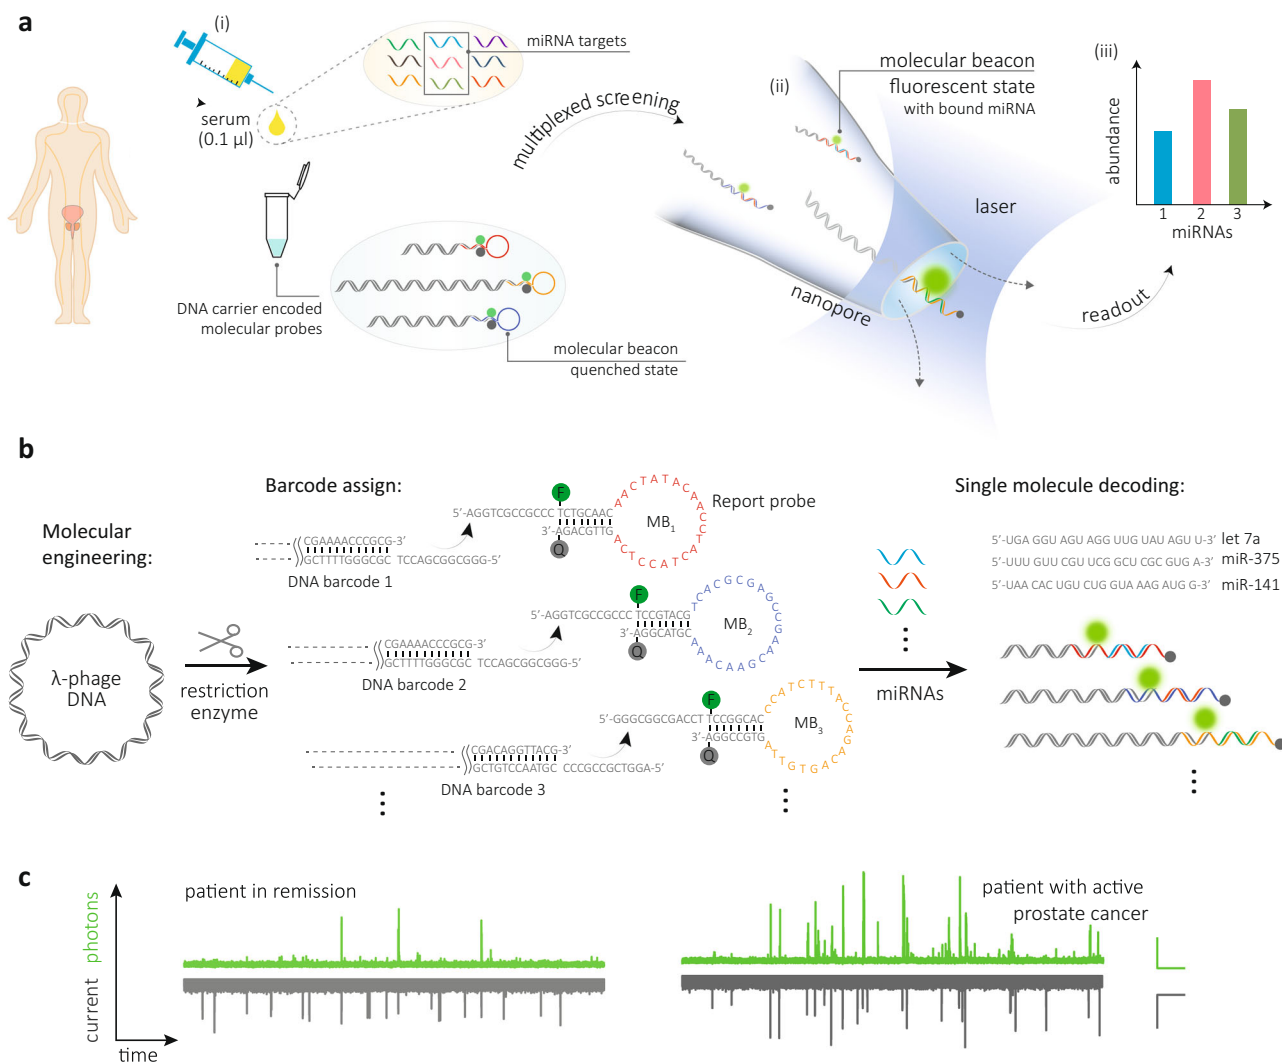 a
(i)
serum
(0.1 µl)
miRNA targets
DNA carrier encoded
molecular probes
molecular beacon
quenched state
multiplexed screening
(ii)
molecular beacon
fluorescent state
with bound miRNA
laser
nanopore
readout
(iii)
abundance
1 2 3
miRNAs
b
Molecular
engineering:
λ-phage
DNA
restriction
enzyme
Barcode assign:
CGAAAACCCGCG-3’
GCTTTTGGGCGC TCCAGCGGCGGG-5’
DNA barcode 1
F
5’-AGGTCGCCGCCC TCTGCAAC
3’-AGACGTTG
Q
AACTATACAACCTACTACCTCA
MB1
Report probe
CGAAAACCCGCG-3’
GCTTTTGGGCGC TCCAGCGGCGGG-5’
DNA barcode 2
F
5’-AGGTCGCCGCCC TCCGTACG
3’-AGGCATGC
Q
TCACGCGAGCCGAACGAACAAA
MB2
CGACAGGTTACG-3’
GCTGTCCAATGC CCCGCCGCTGGA-5’
DNA barcode 3
F
5’-GGGCGGCGACCT TCCGGCAC
3’-AGGCCGTG
Q
CCATCTTTACCAGACAGTGTTA
MB3
miRNAs
Single molecule decoding:
5’-UGA GGU AGU AGG UUG UAU AGU U-3’ let 7a
5’-UUU GUU CGU UCG GCU CGC GUG A-3’ miR-375
5’-UAA CAC UGU CUG GUA AAG AUG G-3’ miR-141
c
photons
current
time
patient in remission
patient with active
prostate cancer